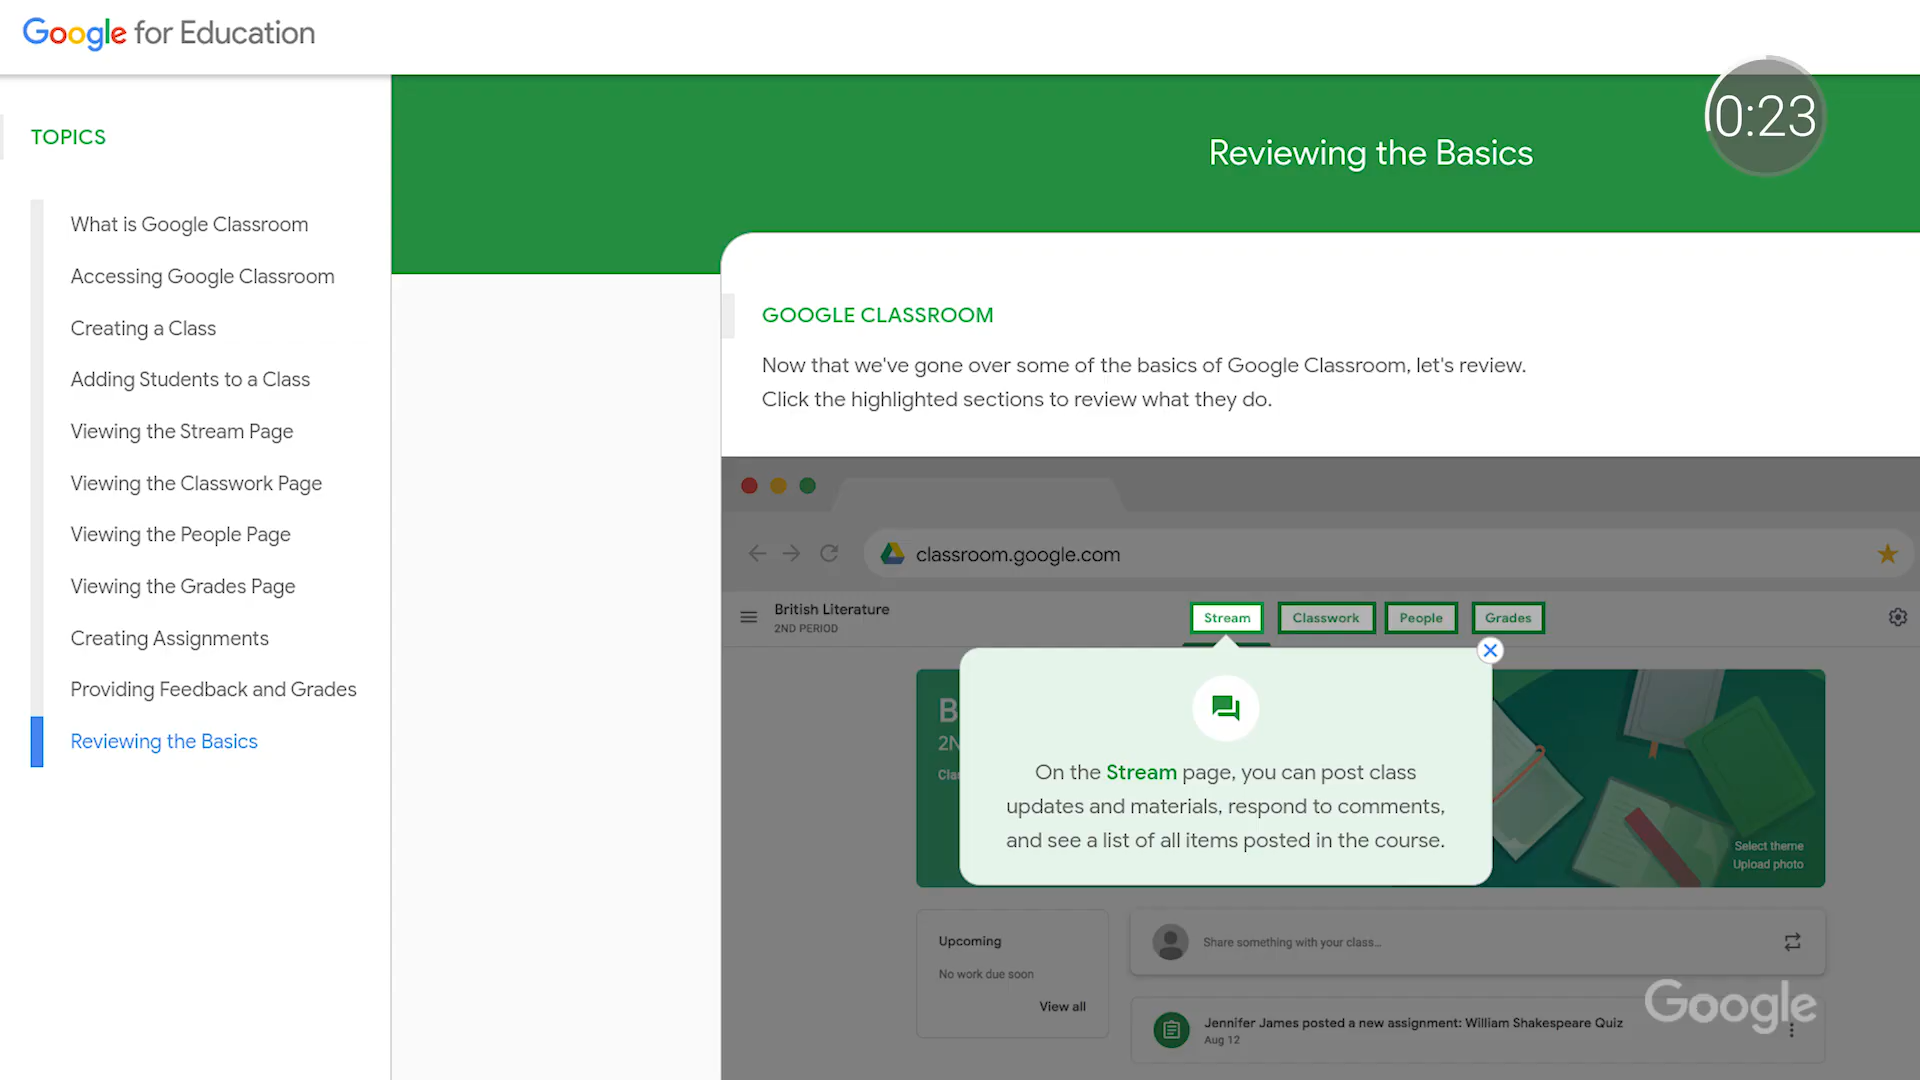 Google for Education
0:23
Reviewing the Basics
TOPICS
What is Google Classroom
Accessing Google Classroom
Creating a Class
Adding Students to a Class
Viewing the Stream Page
Viewing the Classwork Page
Viewing the People Page
Viewing the Grades Page
Creating Assignments
Providing Feedback and Grades
Reviewing the Basics
GOOGLE CLASSROOM
Now that we've gone over some of the basics of Google Classroom, let's review.
Click the highlighted sections to review what they do.
classroom.google.com
British Literature
2ND PERIOD
Stream
Classwork
People
Grades
On the Stream page, you can post class
updates and materials, respond to comments,
and see a list of all items posted in the course.
Select theme
Upload photo
Upcoming
No work due soon
View all
Share something with your class...
Jennifer James posted a new assignment: William Shakespeare Quiz
Aug 12
Google